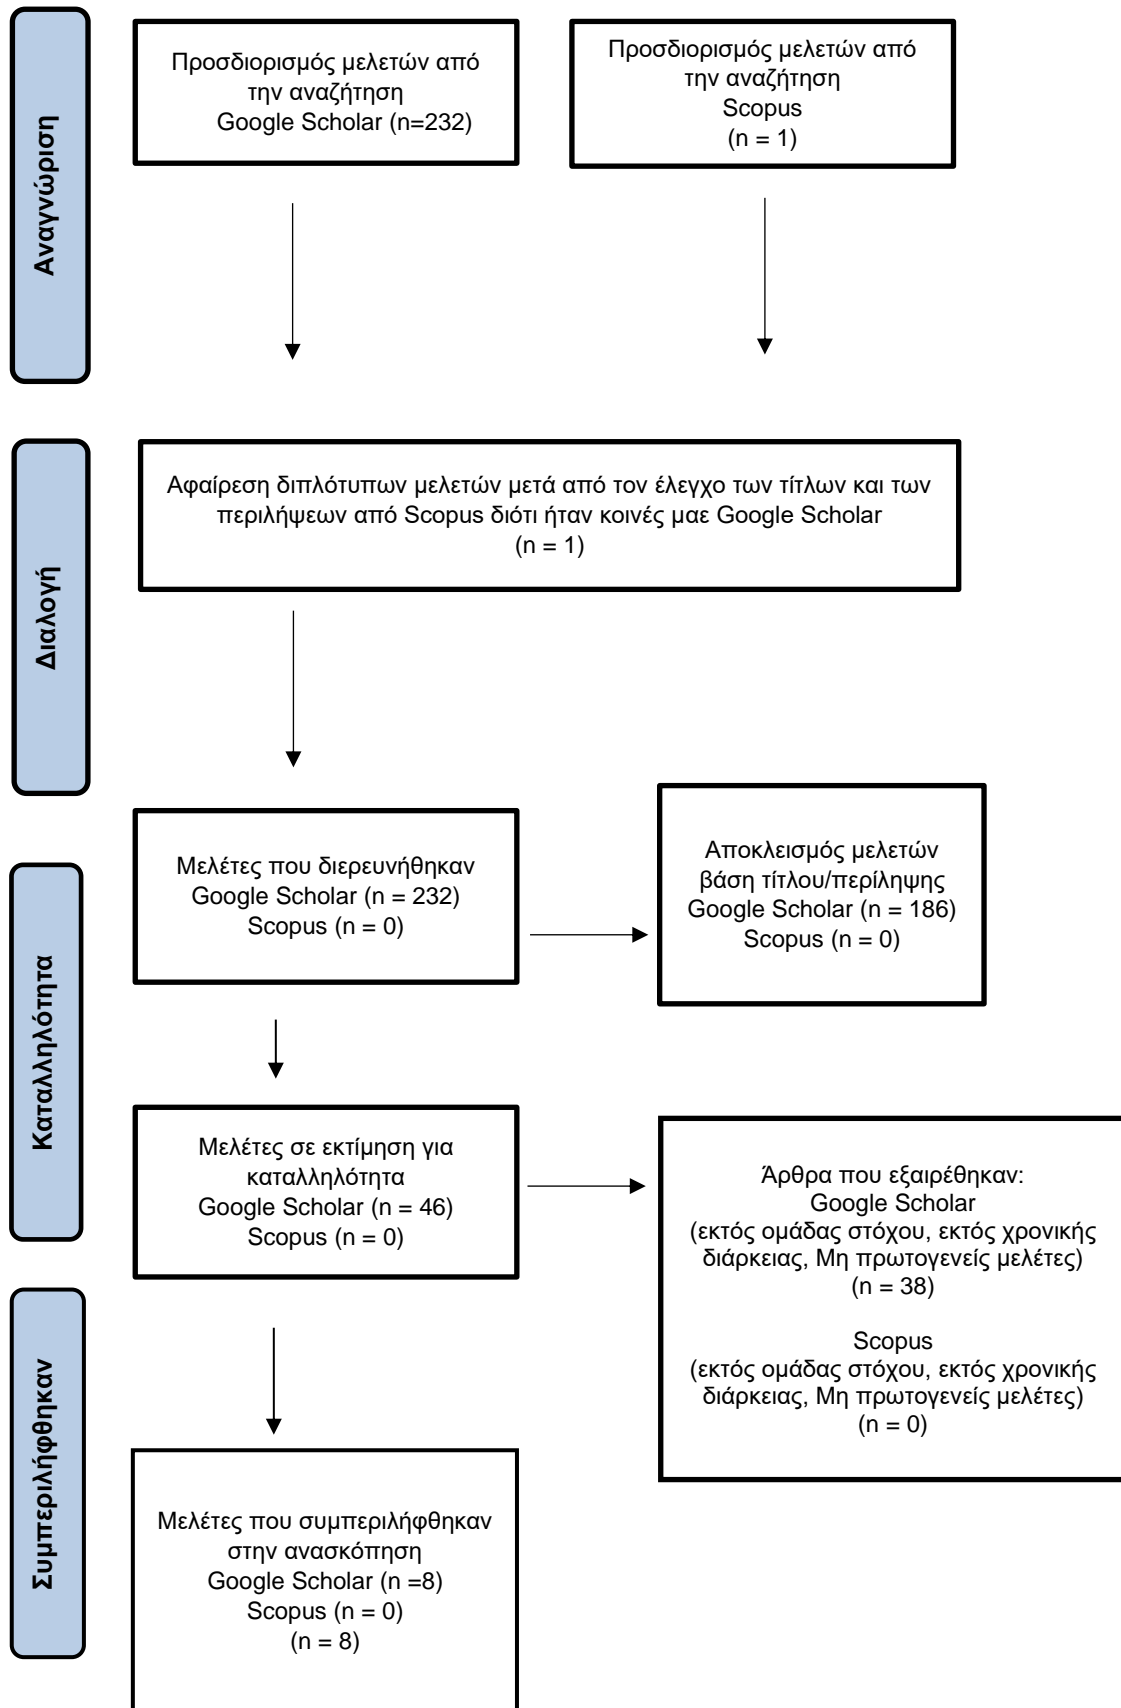 Αναγνώριση
Προσδιορισμός μελετών από
την αναζήτηση
Google Scholar (n=232)
Προσδιορισμός μελετών από
την αναζήτηση
Scopus
(n = 1)
Διαλογή
Αφαίρεση διπλότυπων μελετών μετά από τον έλεγχο των τίτλων και των
περιλήψεων από Scopus διότι ήταν κοινές μαε Google Scholar
(n = 1)
Καταλληλότητα
Μελέτες που διερευνήθηκαν
Google Scholar (n = 232)
Scopus (n = 0)
Αποκλεισμός μελετών
βάση τίτλου/περίληψης
Google Scholar (n = 186)
Scopus (n = 0)
Μελέτες σε εκτίμηση για
καταλληλότητα
Google Scholar (n = 46)
Scopus (n = 0)
Άρθρα που εξαιρέθηκαν:
Google Scholar
(εκτός ομάδας στόχου, εκτός χρονικής
διάρκειας, Μη πρωτογενείς μελέτες)
(n = 38)
Scopus
(εκτός ομάδας στόχου, εκτός χρονικής
διάρκειας, Μη πρωτογενείς μελέτες)
(n = 0)
Συμπεριλήφθηκαν
Μελέτες που συμπεριλήφθηκαν
στην ανασκόπηση
Google Scholar (n =8)
Scopus (n = 0)
(n = 8)